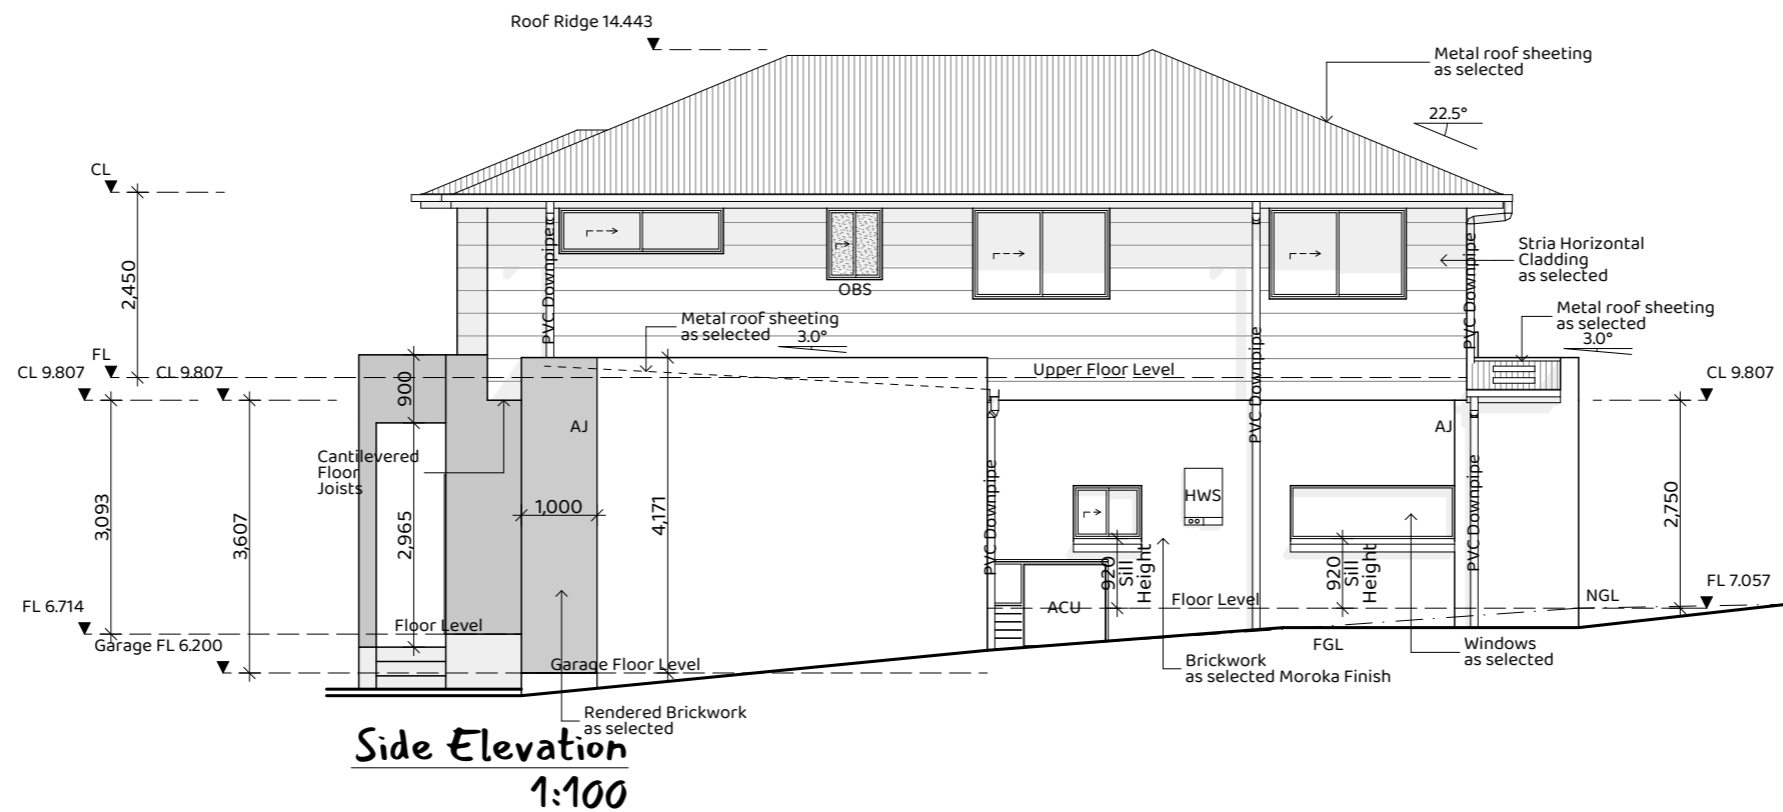 Roof Ridge 14.443
Metal roof sheeting
as selected
22.5°
CL
2,450
PVC Downpipe
OBS
PVC Downpipe
Stria Horizontal
Cladding
as selected
PVC Downpipe
Metal roof sheeting
as selected
3.0°
Metal roof sheeting
as selected
3.0°
FL
CL 9.807
CL 9.807
900
Upper Floor Level
CL 9.807
AJ
AJ
Cantilevered
Floor
Joists
3,093
3,607
2,965
1,000
4,171
PVC Downpipe
HWS
PVC Downpipe
2,750
920
Sill
Height
920
Sill
Height
FL 7.057
NGL
FL 6.714
Floor Level
ACU
Floor Level
Garage FL 6.200
Garage Floor Level
FGL
Windows
as selected
Brickwork
as selected Moroka Finish
Rendered Brickwork
as selected
Side Elevation
1:100